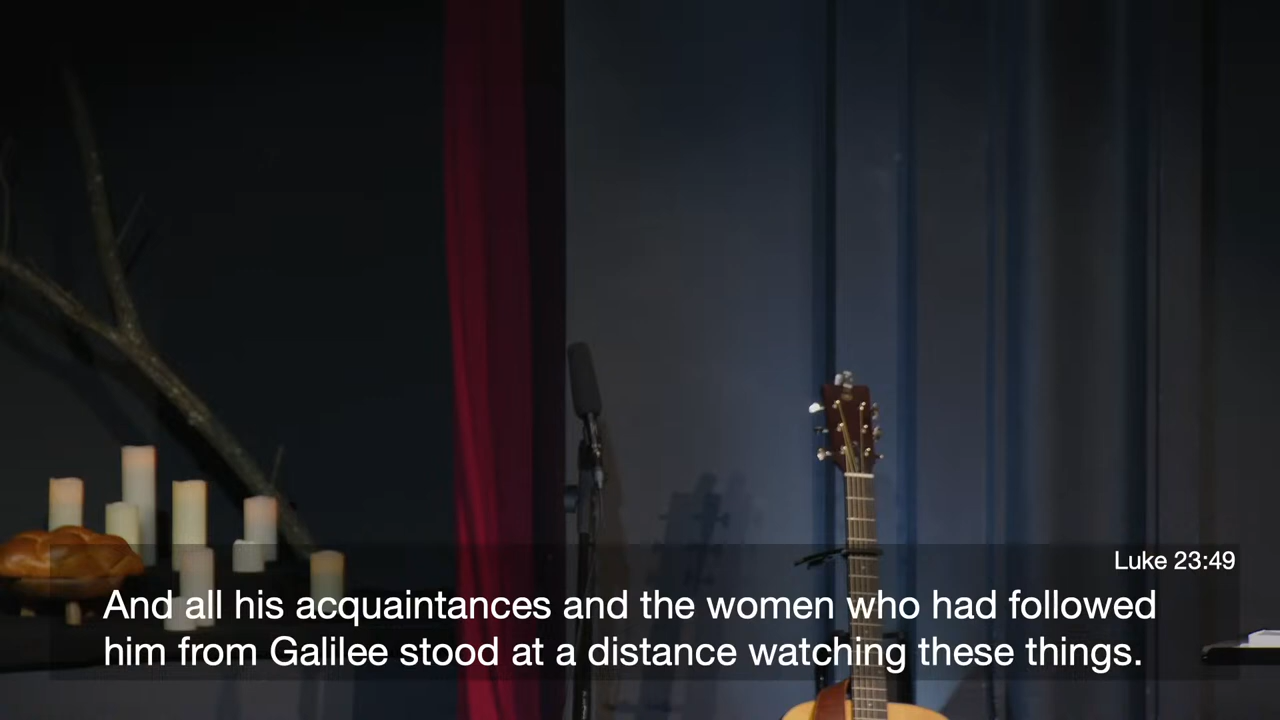 Luke 23:49
And all his acquaintances and the women who had followed
him from Galilee stood at a distance watching these things.